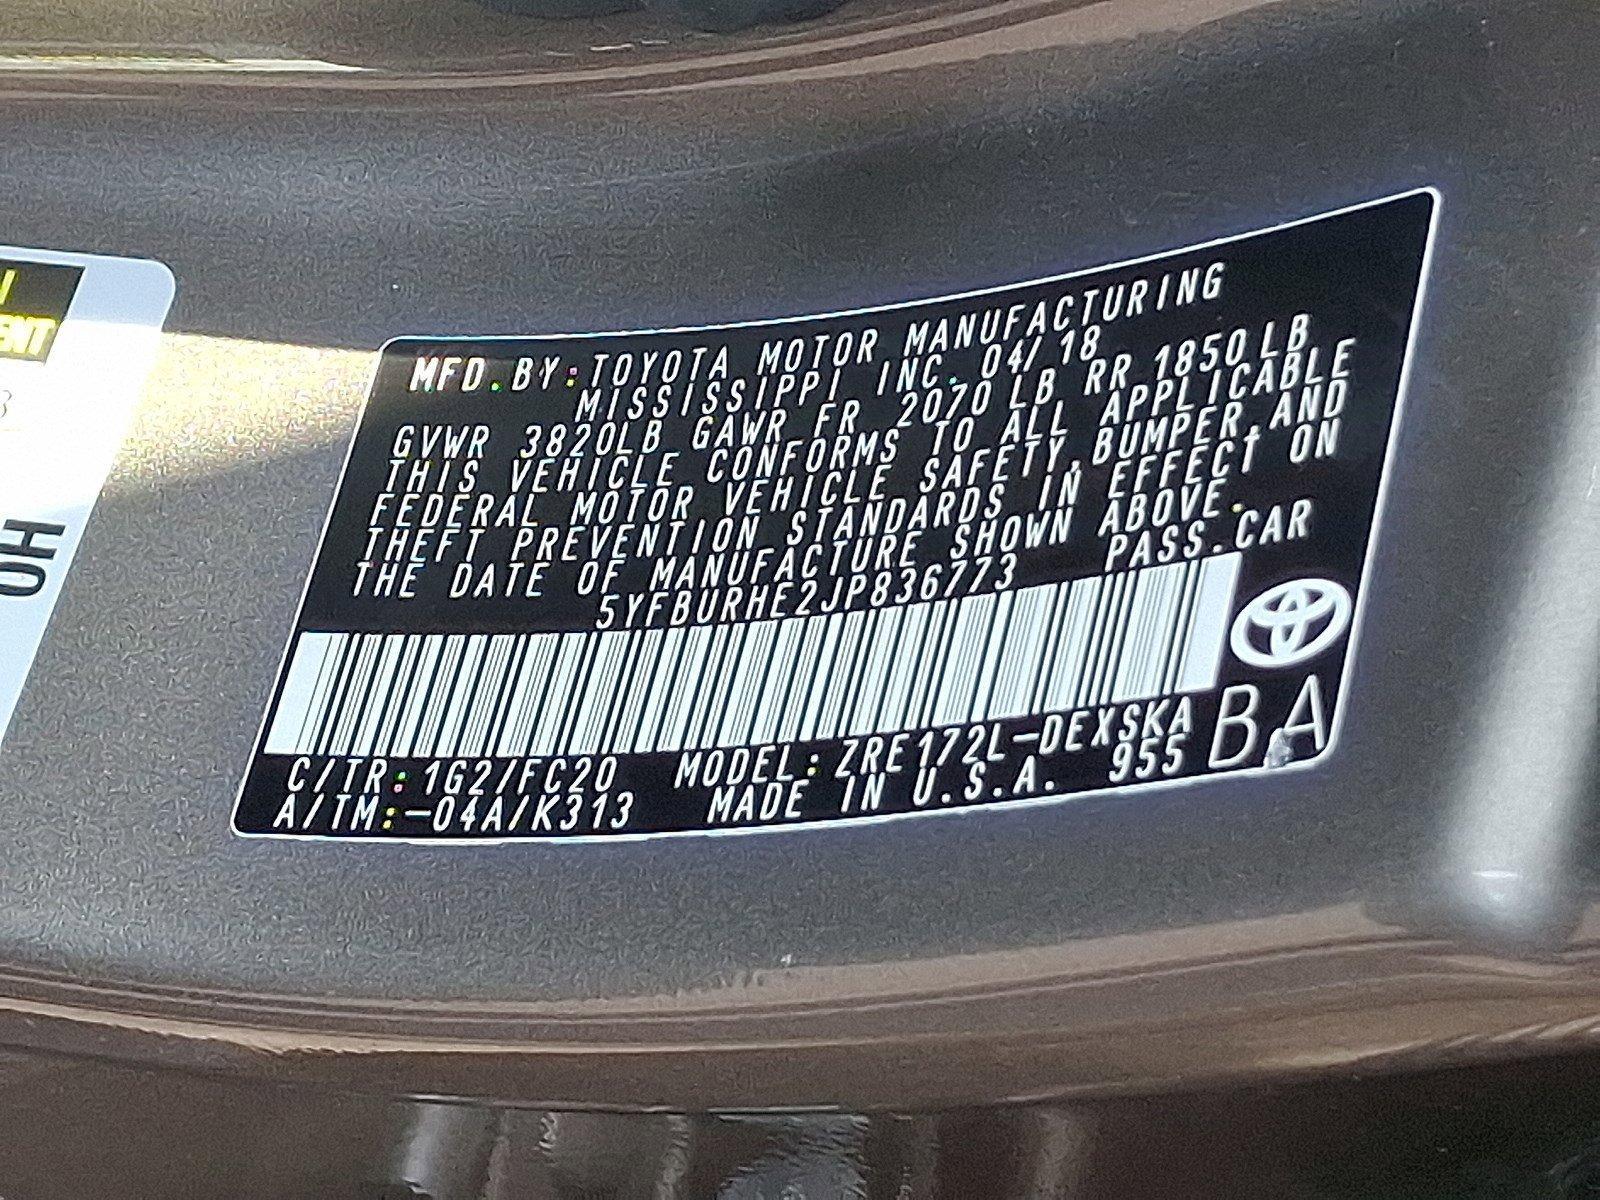 MFD.BY:TOYOTA MOTOR MANUFACTURING
MISSISSIPPI INC. 04/18
GVWR 3820LB GAWR FR 2070LB RR 1850LB
THIS VEHICLE CONFORMS TO ALL APPLICABLE
FEDERAL MOTOR VEHICLE SAFETY,BUMPER,AND
THEFT PREVENTION STANDARDS IN EFFECT ON
THE DATE OF MANUFACTURE SHOWN ABOVE.
5YFBURHE2JP836773 PASS.CAR
C/TR:1G2/FC20 MODEL:ZRE172L-DEXSKA
A/TM:-04A/K313 MADE IN U.S.A. 955
BA
HO